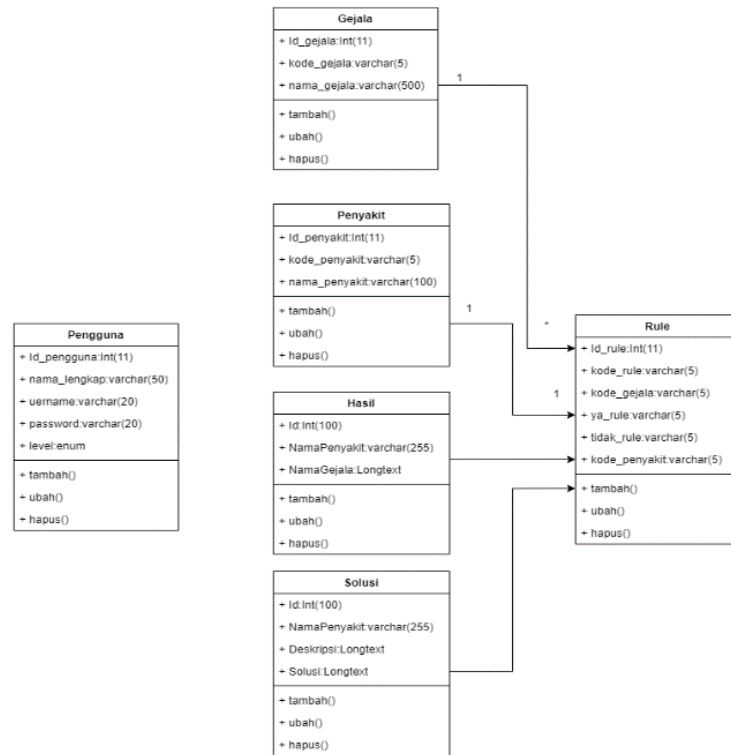 Gejala
+ Id_gejala:Int(11)
+ kode_gejala:varchar(5)
+ nama_gejala:varchar(500)
+ tambah()
+ ubah()
+ hapus()
1
Penyakit
+ Id_penyakit:Int(11)
+ kode_penyakit:varchar(5)
+ nama_penyakit:varchar(100)
+ tambah()
+ ubah()
+ hapus()
1
*
1
Pengguna
+ Id_pengguna:Int(11)
+ nama_lengkap:varchar(50)
+ uername:varchar(20)
+ password:varchar(20)
+ level:enum
+ tambah()
+ ubah()
+ hapus()
Hasil
+ Id:Int(100)
+ NamaPenyakit:varchar(255)
+ NamaGejala:Longtext
+ tambah()
+ ubah()
+ hapus()
Rule
+ Id_rule:Int(11)
+ kode_rule:varchar(5)
+ kode_gejala:varchar(5)
+ ya_rule:varchar(5)
+ tidak_rule:varchar(5)
+ kode_penyakit:varchar(5)
+ tambah()
+ ubah()
+ hapus()
Solusi
+ Id:Int(100)
+ NamaPenyakit:varchar(255)
+ Deskripsi:Longtext
+ Solusi:Longtext
+ tambah()
+ ubah()
+ hapus()